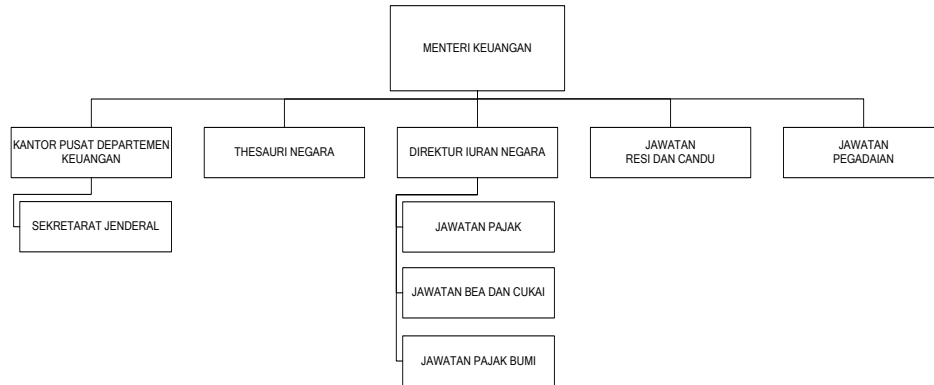 MENTERI KEUANGAN
KANTOR PUSAT DEPARTEMEN
KEUANGAN
THESAURI NEGARA
DIREKTUR IURAN NEGARA
JAWATAN
RESI DAN CANDU
JAWATAN
PEGADAIAN
SEKRETARAT JENDERAL
JAWATAN PAJAK
JAWATAN BEA DAN CUKAI
JAWATAN PAJAK BUMI